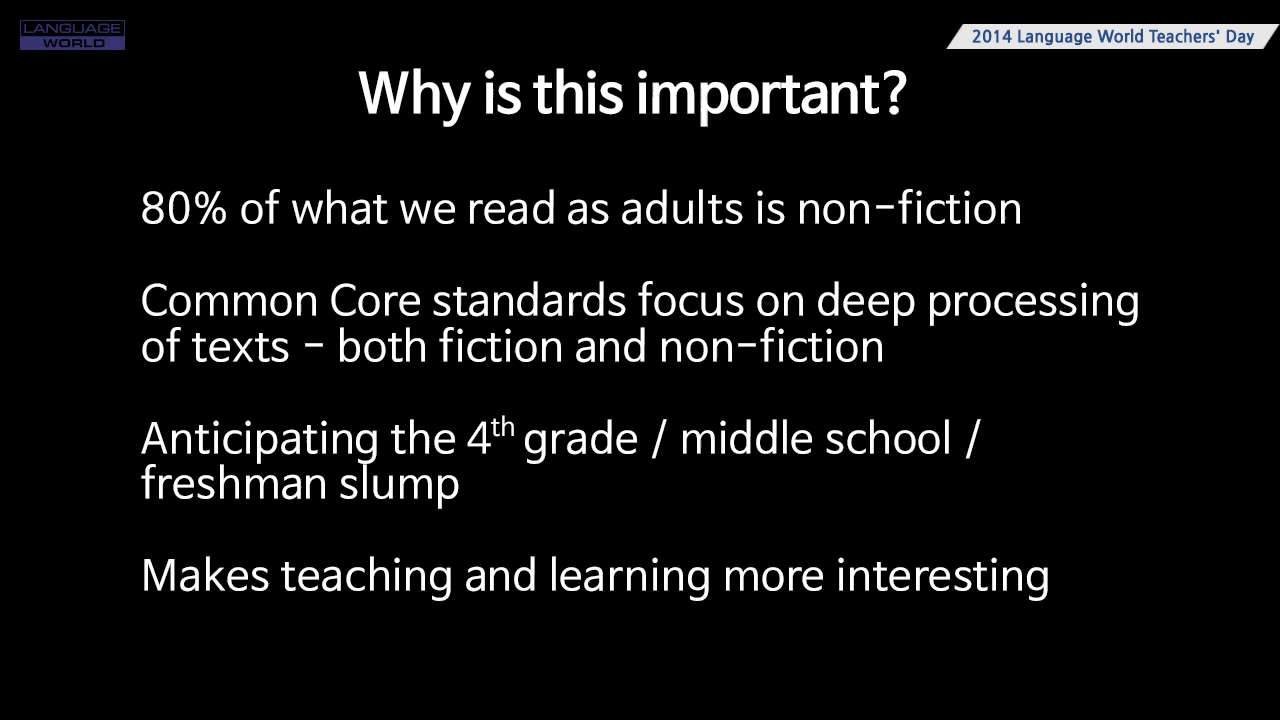 LANGUAGE
WORLD
2014 Language World Teachers' Day
Why is this important?
80% of what we read as adults is non-fiction
Common Core standards focus on deep processing
of texts - both fiction and non-fiction
Anticipating the 4th grade / middle school /
freshman slump
Makes teaching and learning more interesting